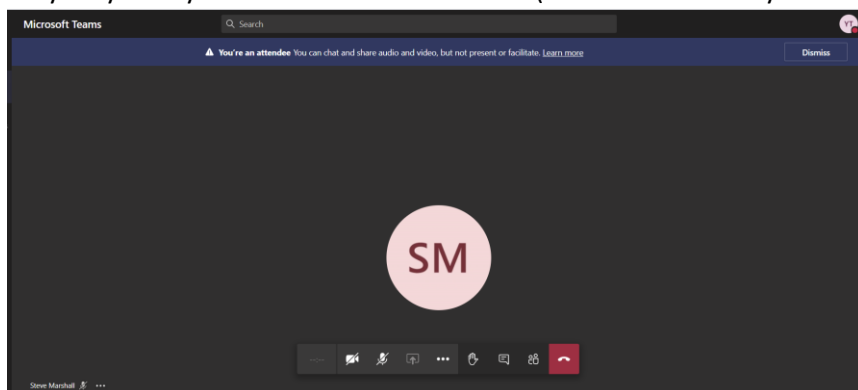 Microsoft Teams
Search
YT
You're an attendee You can chat and share audio and video, but not present or facilitate. Learn more
Dismiss
SM
Steve Marshall